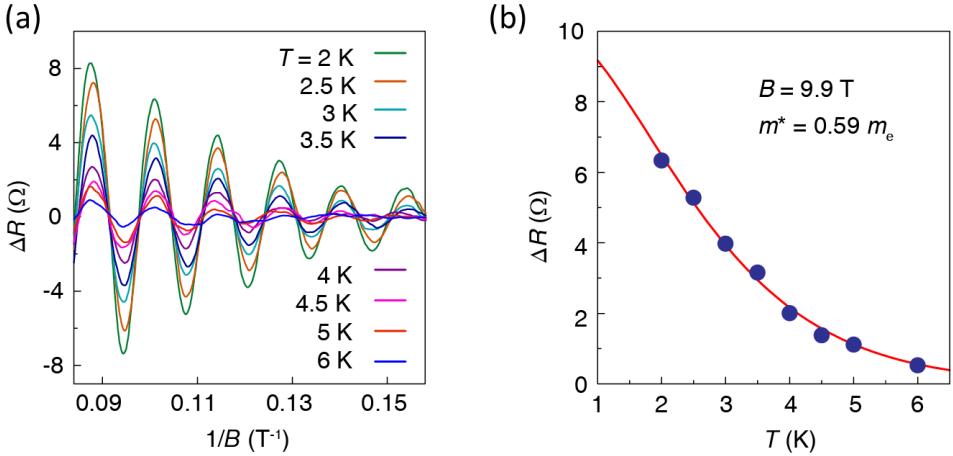 (a)
8
4
0
-4
-8
ΔR (Ω)
T = 2 K
2.5 K
3 K
3.5 K
4 K
4.5 K
5 K
6 K
0.09
0.11
0.13
0.15
1/B (T⁻¹)
(b)
10
8
6
4
2
0
ΔR (Ω)
B = 9.9 T
m* = 0.59 mₑ
1
2
3
4
5
6
T (K)